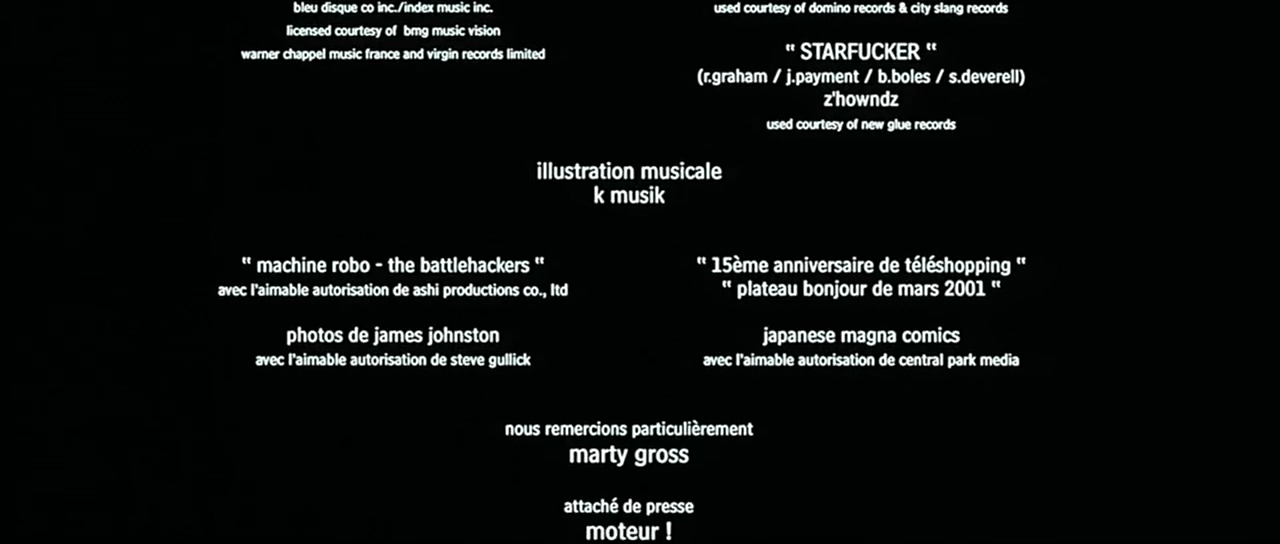 bleu disque co inc./index music inc.
licensed courtesy of bmg music vision
warner chappel music france and virgin records limited
used courtesy of domino records & city slang records
" STARFUCKER "
(r.graham / j.payment / b.boles / s.deverell)
z'howndz
used courtesy of new glue records
illustration musicale
k musik
" machine robo - the battlehackers "
avec l'aimable autorisation de ashi productions co., ltd
photos de james johnston
avec l'aimable autorisation de steve gullick
" 15ème anniversaire de téléshopping "
" plateau bonjour de mars 2001 "
japanese magna comics
avec l'aimable autorisation de central park media
nous remercions particulièrement
marty gross
attaché de presse
moteur !